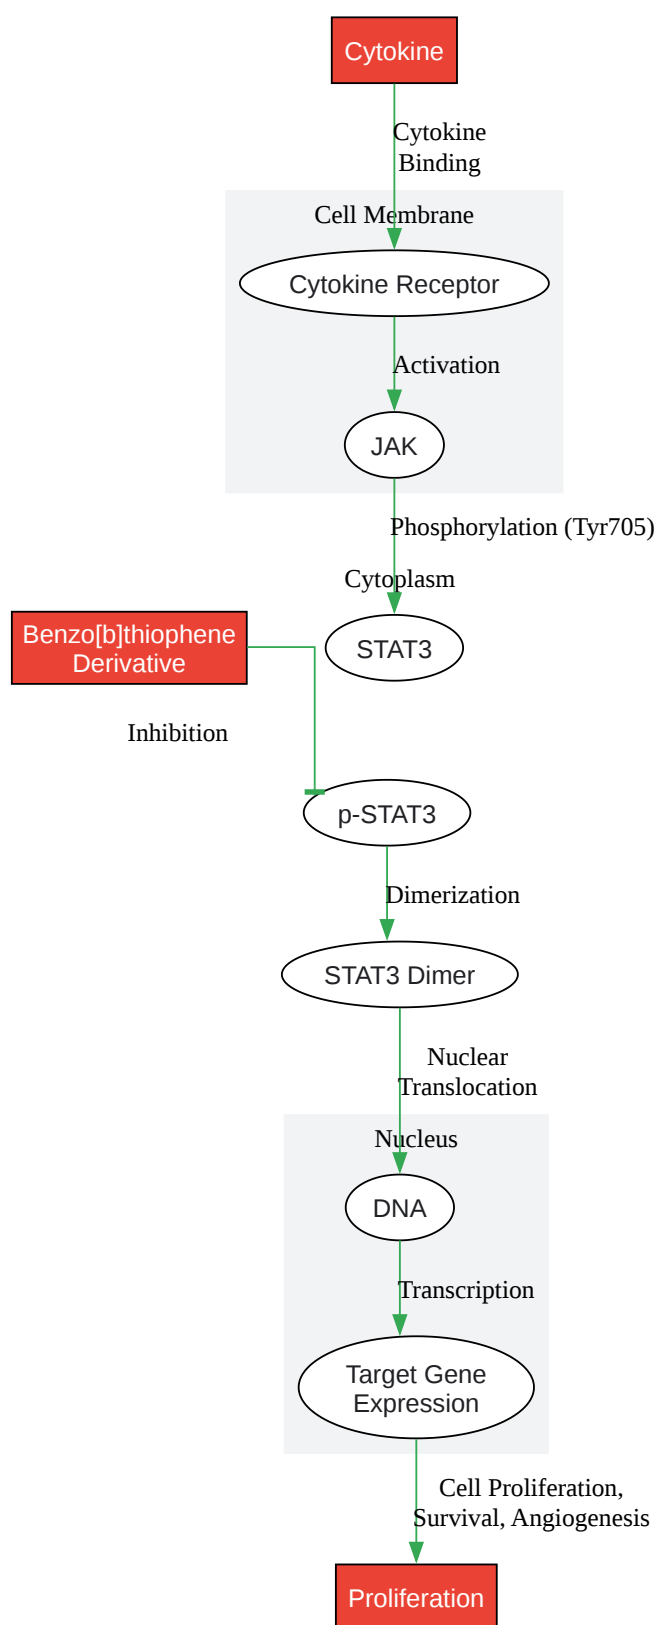 Cytokine
Cytokine
Binding
Cell Membrane
Cytokine Receptor
Activation
JAK
Phosphorylation (Tyr705)
Cytoplasm
Benzo[b]thiophene
Derivative
STAT3
Inhibition
p-STAT3
Dimerization
STAT3 Dimer
Nuclear
Translocation
Nucleus
DNA
Transcription
Target Gene
Expression
Cell Proliferation,
Survival, Angiogenesis
Proliferation